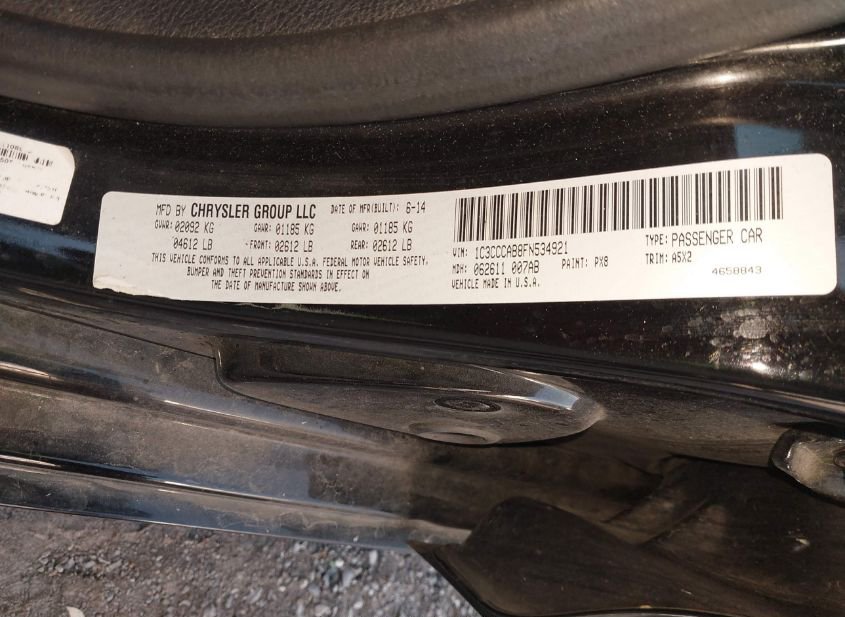 MFD BY CHRYSLER GROUP LLC DATE OF MFR(BUILT): 6-14
GVWR: 02092 KG GAWR: 01185 KG GAWR: 01185 KG
04612 LB -FRONT: 02612 LB REAR: 02612 LB
THIS VEHICLE CONFORMS TO ALL APPLICABLE U.S.A. FEDERAL MOTOR VEHICLE SAFETY,
BUMPER AND THEFT PREVENTION STANDARDS IN EFFECT ON
THE DATE OF MANUFACTURE SHOWN ABOVE.
VIN: 1C3CCCAB8FN534921 TYPE: PASSENGER CAR
MDH: 062611 007AB PAINT: PX8 TRIM: A5X2
VEHICLE MADE IN U.S.A. 4658843